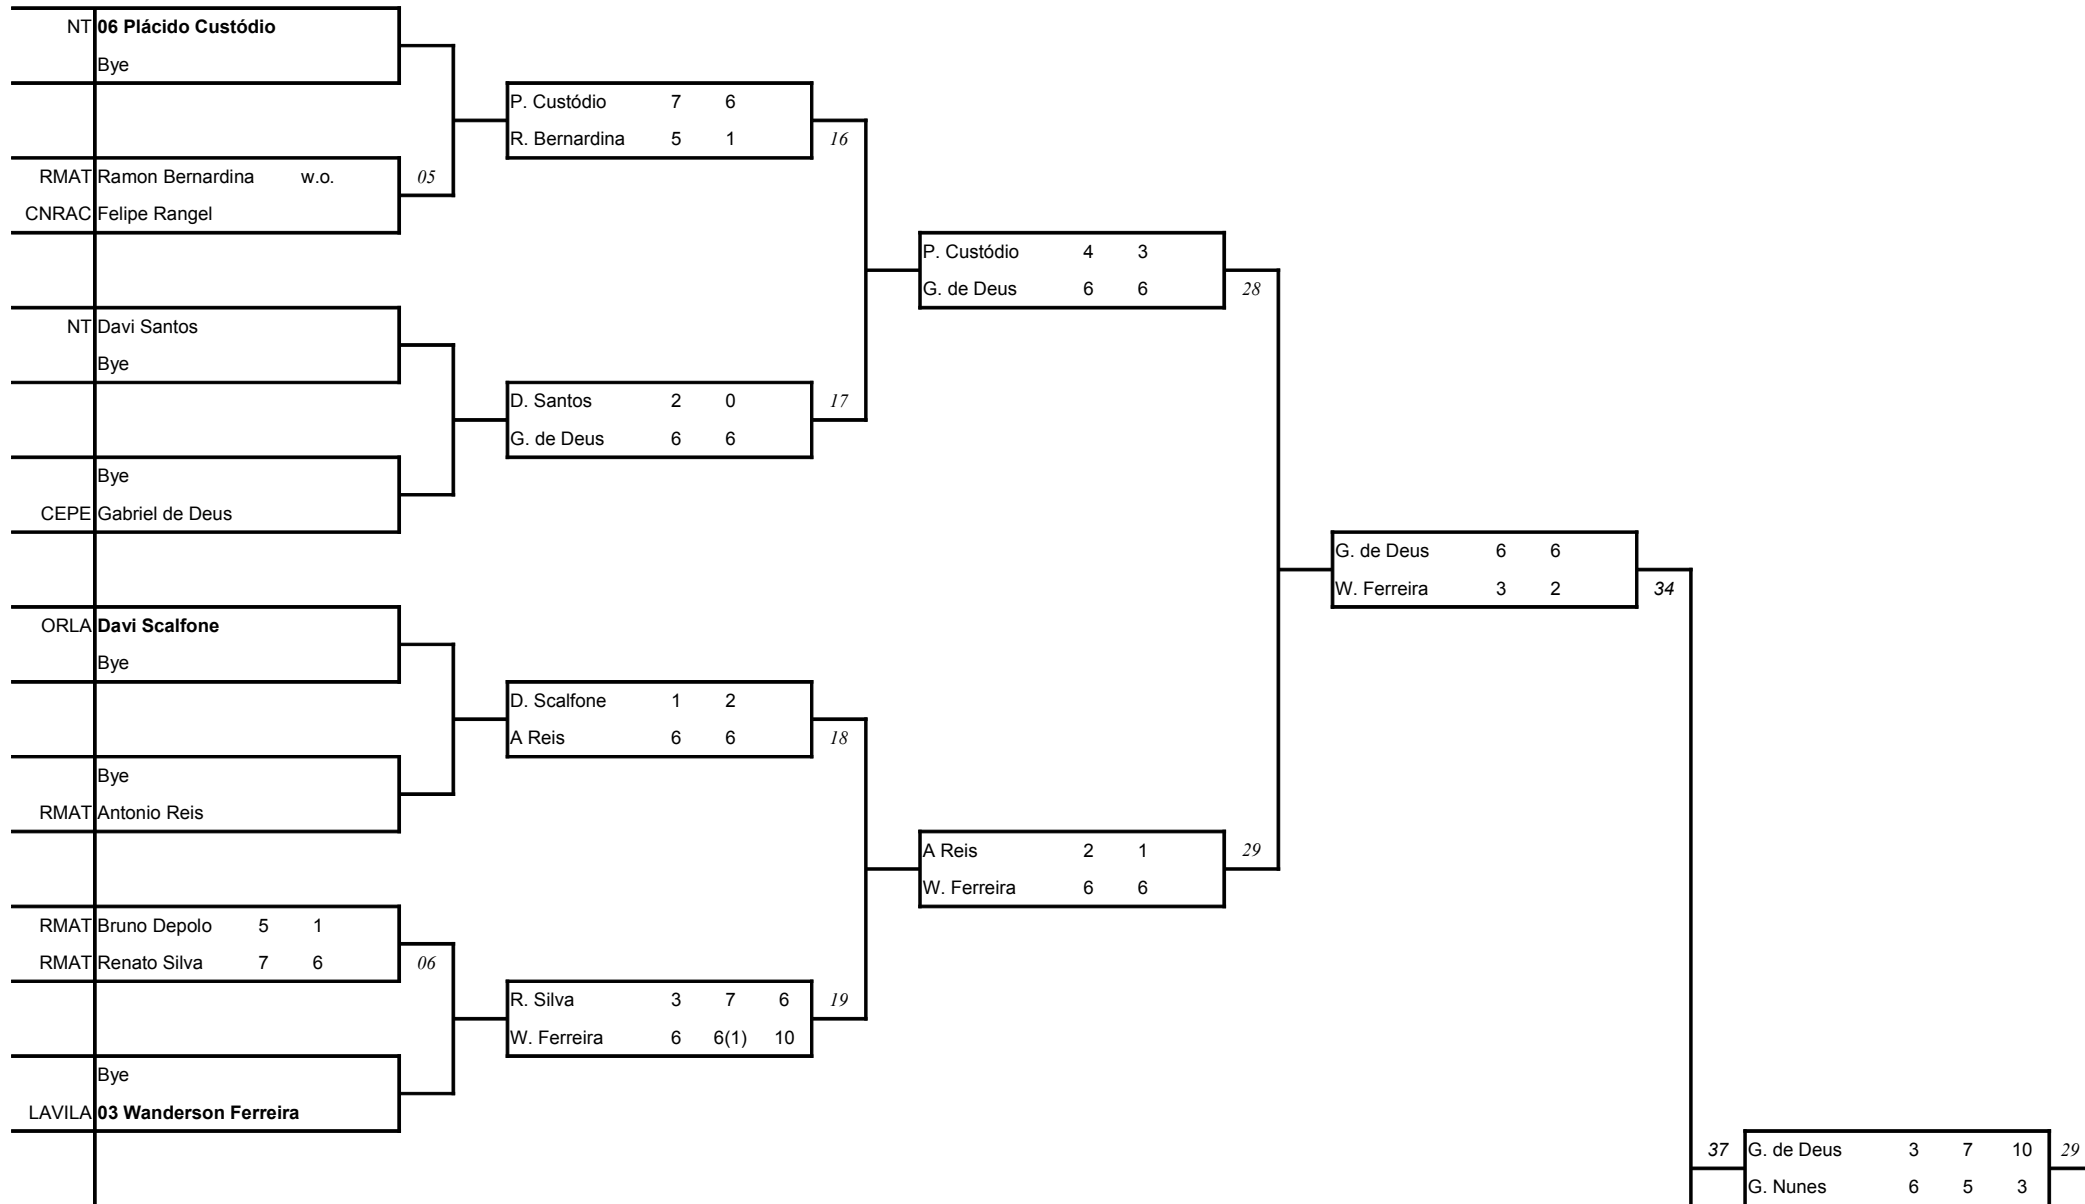 NT 06 Plácido Custódio
Bye
P. Custódio 7 6
R. Bernardina 5 1 16
RMAT Ramon Bernardina w.o. 05
CNRAC Felipe Rangel
P. Custódio 4 3
G. de Deus 6 6 28
NT Davi Santos
Bye
D. Santos 2 0 17
G. de Deus 6 6
Bye
CEPE Gabriel de Deus
G. de Deus 6 6
W. Ferreira 3 2 34
ORLA Davi Scalfone
Bye
D. Scalfone 1 2
A Reis 6 6 18
Bye
RMAT Antonio Reis
A Reis 2 1 29
W. Ferreira 6 6
RMAT Bruno Depolo 5 1
RMAT Renato Silva 7 6 06
R. Silva 3 7 6 19
W. Ferreira 6 6(1) 10
Bye
LAVILA 03 Wanderson Ferreira
37 G. de Deus 3 7 10 29
G. Nunes 6 5 3